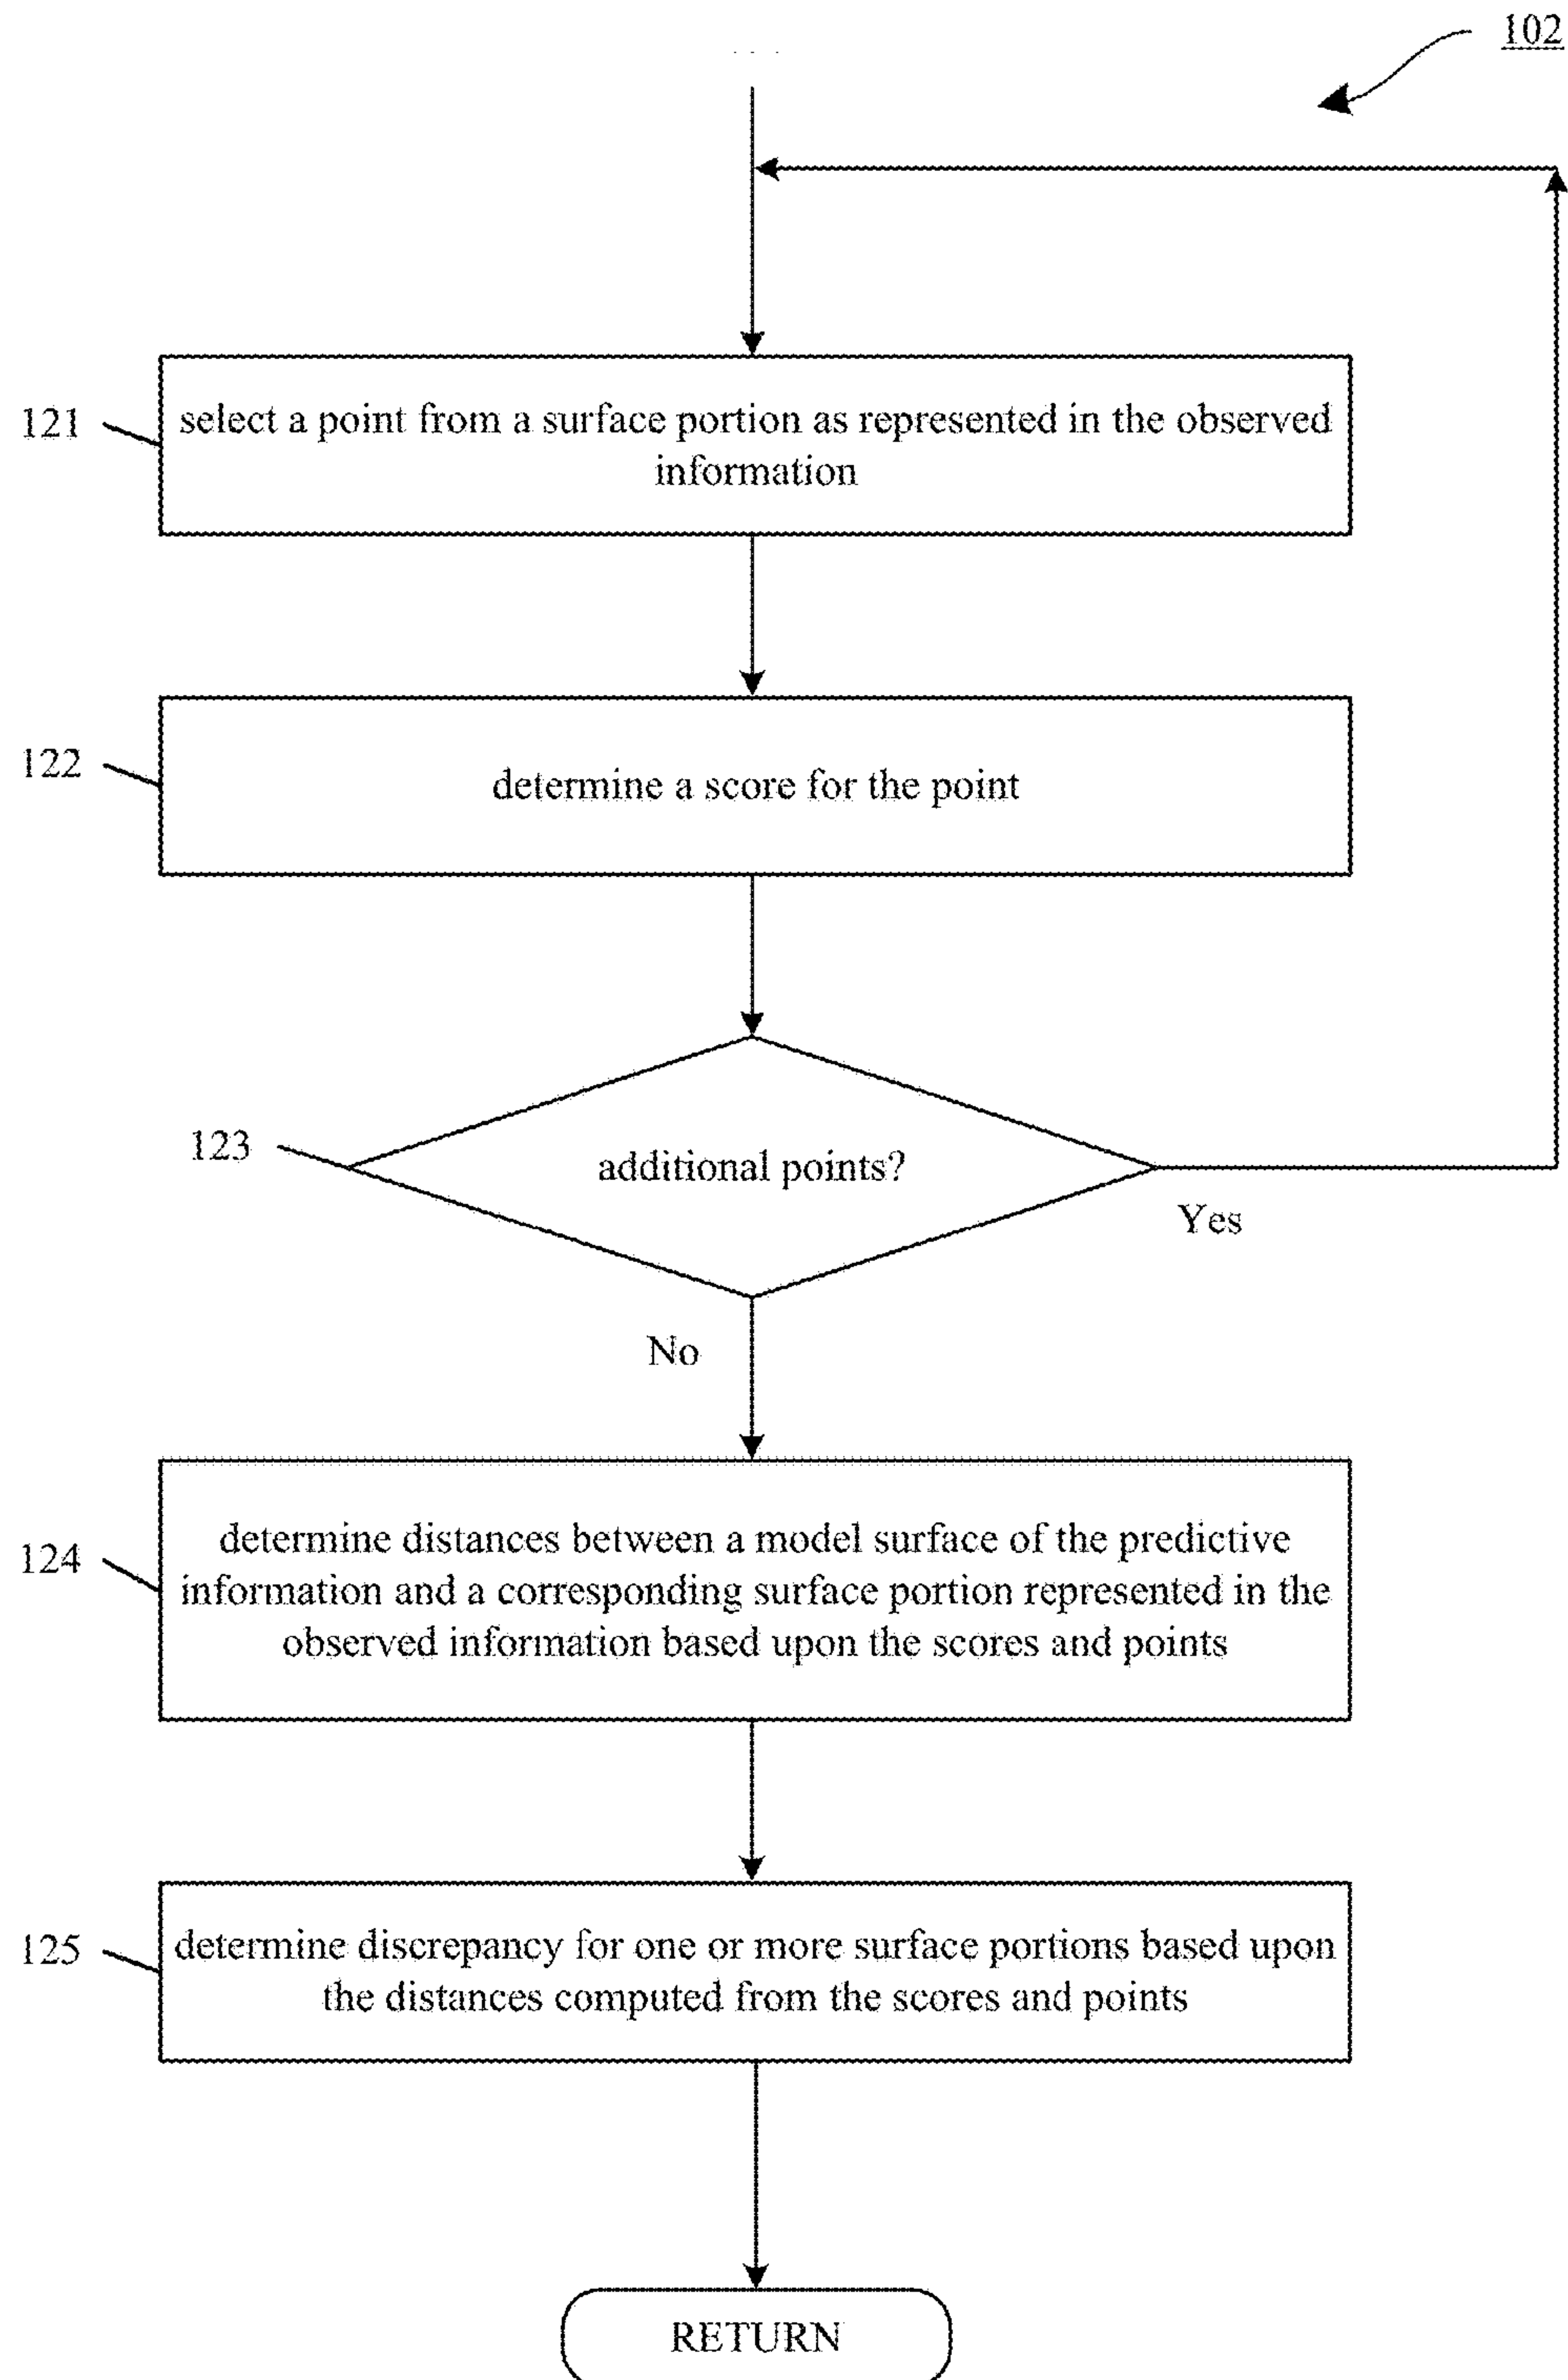 102
121
select a point from a surface portion as represented in the observed
information
122
determine a score for the point
123
additional points?
Yes
No
124
determine distances between a model surface of the predictive
information and a corresponding surface portion represented in the
observed information based upon the scores and points
125
determine discrepancy for one or more surface portions based upon
the distances computed from the scores and points
RETURN